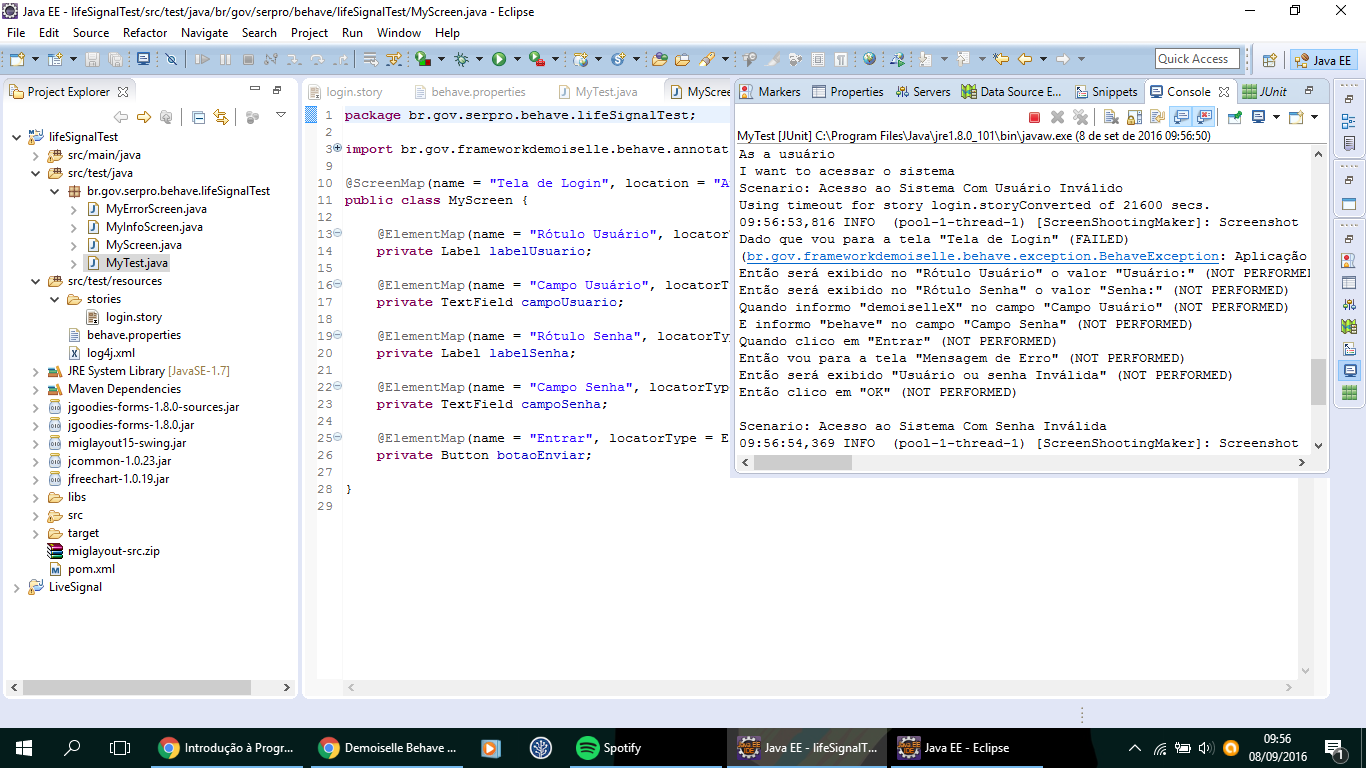 Java EE - lifeSignalTest/src/test/java/br/gov/serpro/behave/lifeSignalTest/MyScreen.java - Eclipse
File Edit Source Refactor Navigate Search Project Run Window Help
Quick Access
Java EE
Project Explorer
lifeSignalTest
src/main/java
src/test/java
br.gov.serpro.behave.lifeSignalTest
MyErrorScreen.java
MyInfoScreen.java
MyScreen.java
MyTest.java
src/test/resources
stories
login.story
behave.properties
log4j.xml
JRE System Library [JavaSE-1.7]
Maven Dependencies
jgoodies-forms-1.8.0-sources.jar
jgoodies-forms-1.8.0.jar
miglayout15-swing.jar
jcommon-1.0.23.jar
jfreechart-1.0.19.jar
libs
src
target
miglayout-src.zip
pom.xml
LiveSignal
login.story behave.properties MyTest.java MyScree
1 package br.gov.serpro.behave.lifeSignalTest;
2
3 import br.gov.frameworkdemoiselle.behave.annotat
9
10 @ScreenMap(name = "Tela de Login", location = "A
11 public class MyScreen {
12
13 @ElementMap(name = "Rótulo Usuário", locator
14 private Label labelUsuario;
15
16 @ElementMap(name = "Campo Usuário", locatorT
17 private TextField campoUsuario;
18
19 @ElementMap(name = "Rótulo Senha", locatorTy
20 private Label labelSenha;
21
22 @ElementMap(name = "Campo Senha", locatorType
23 private TextField campoSenha;
24
25 @ElementMap(name = "Entrar", locatorType = E
26 private Button botaoEnviar;
27
28 }
29
Markers Properties Servers Data Source E... Snippets Console JUnit
MyTest [JUnit] C:\Program Files\Java\jre1.8.0_101\bin\javaw.exe (8 de set de 2016 09:56:50)
As a usuário
I want to acessar o sistema
Scenario: Acesso ao Sistema Com Usuário Inválido
Using timeout for story login.storyConverted of 21600 secs.
09:56:53,816 INFO (pool-1-thread-1) [ScreenShootingMaker]: Screenshot
Dado que vou para a tela "Tela de Login" (FAILED)
(br.gov.frameworkdemoiselle.behave.exception.BehaveException: Aplicação
Então será exibido no "Rótulo Usuário" o valor "Usuário:" (NOT PERFORMED
Então será exibido no "Rótulo Senha" o valor "Senha:" (NOT PERFORMED)
Quando informo "demoiselleX" no campo "Campo Usuário" (NOT PERFORMED)
E informo "behave" no campo "Campo Senha" (NOT PERFORMED)
Quando clico em "Entrar" (NOT PERFORMED)
Então vou para a tela "Mensagem de Erro" (NOT PERFORMED)
Então será exibido "Usuário ou senha Inválida" (NOT PERFORMED)
Então clico em "OK" (NOT PERFORMED)
Scenario: Acesso ao Sistema Com Senha Inválida
09:56:54,369 INFO (pool-1-thread-1) [ScreenShootingMaker]: Screenshot
Introdução à Progr... Demoiselle Behave ... Spotify Java EE - lifeSignalT... Java EE - Eclipse
09:56
08/09/2016
1